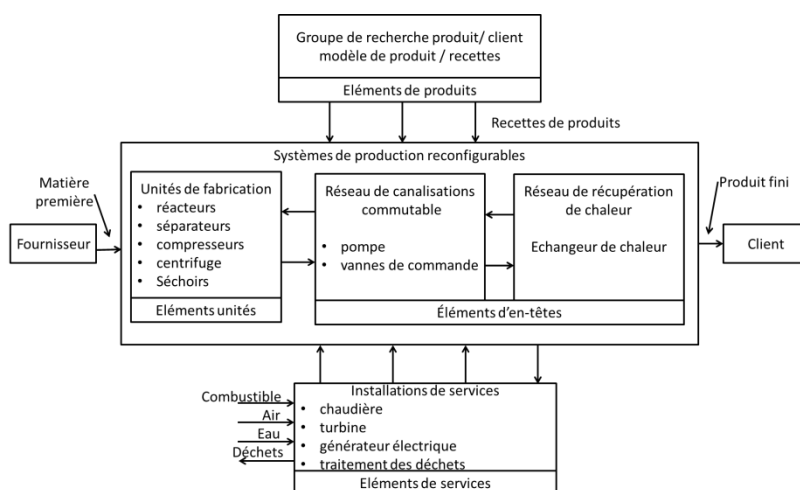 Groupe de recherche produit/ client
modèle de produit / recettes
Eléments de produits
Recettes de produits
Systèmes de production reconfigurables
Matière
première
Fournisseur
Unités de fabrication
• réacteurs
• séparateurs
• compresseurs
• centrifuge
• Séchoirs
Eléments unités
Réseau de canalisations
commutable
• pompe
• vannes de commande
Réseau de récupération
de chaleur
Echangeur de chaleur
Éléments d'en-têtes
Produit fini
Client
Combustible
Air
Eau
Déchets
Installations de services
• chaudière
• turbine
• générateur électrique
• traitement des déchets
Eléments de services